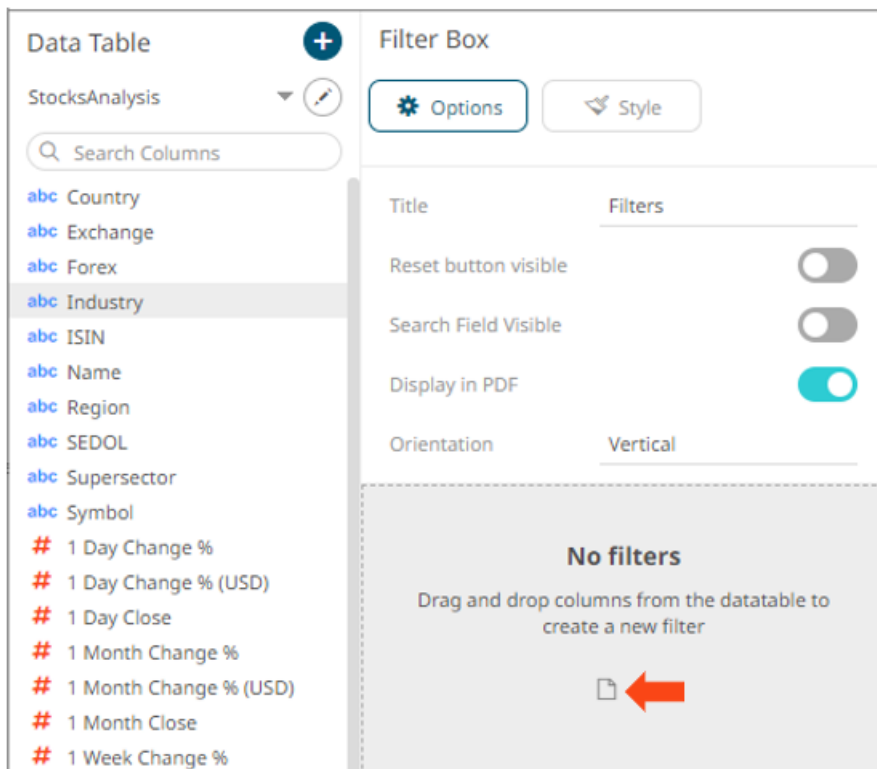 Data Table
StocksAnalysis
Search Columns
abc Country
abc Exchange
abc Forex
abc Industry
abc ISIN
abc Name
abc Region
abc SEDOL
abc Supersector
abc Symbol
# 1 Day Change %
# 1 Day Change % (USD)
# 1 Day Close
# 1 Month Change %
# 1 Month Change % (USD)
# 1 Month Close
# 1 Week Change %
Filter Box
Options Style
Title Filters
Reset button visible
Search Field Visible
Display in PDF
Orientation Vertical
No filters
Drag and drop columns from the datatable to
create a new filter